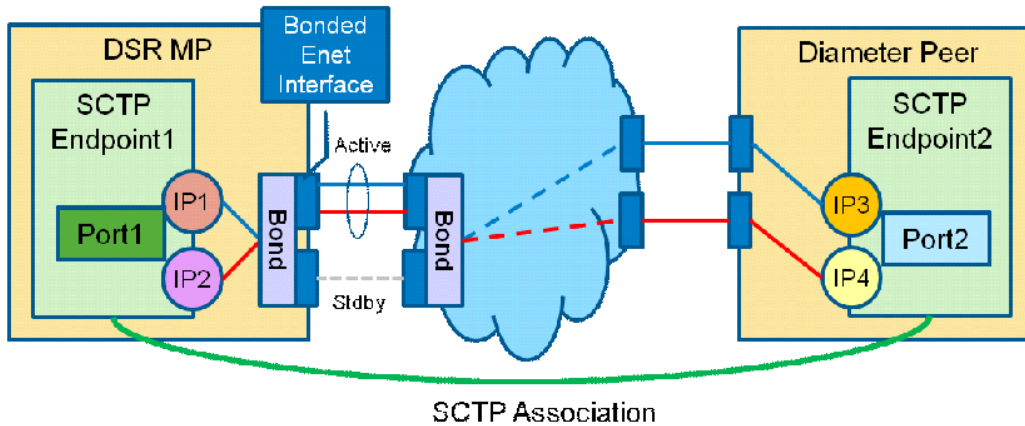 DSR MP
Bonded
Enet
Interface
Diameter Peer
SCTP
Endpoint1
Active
SCTP
Endpoint2
IP1
Port1
IP2
Bond
Bond
Stdby
IP3
Port2
IP4
SCTP Association